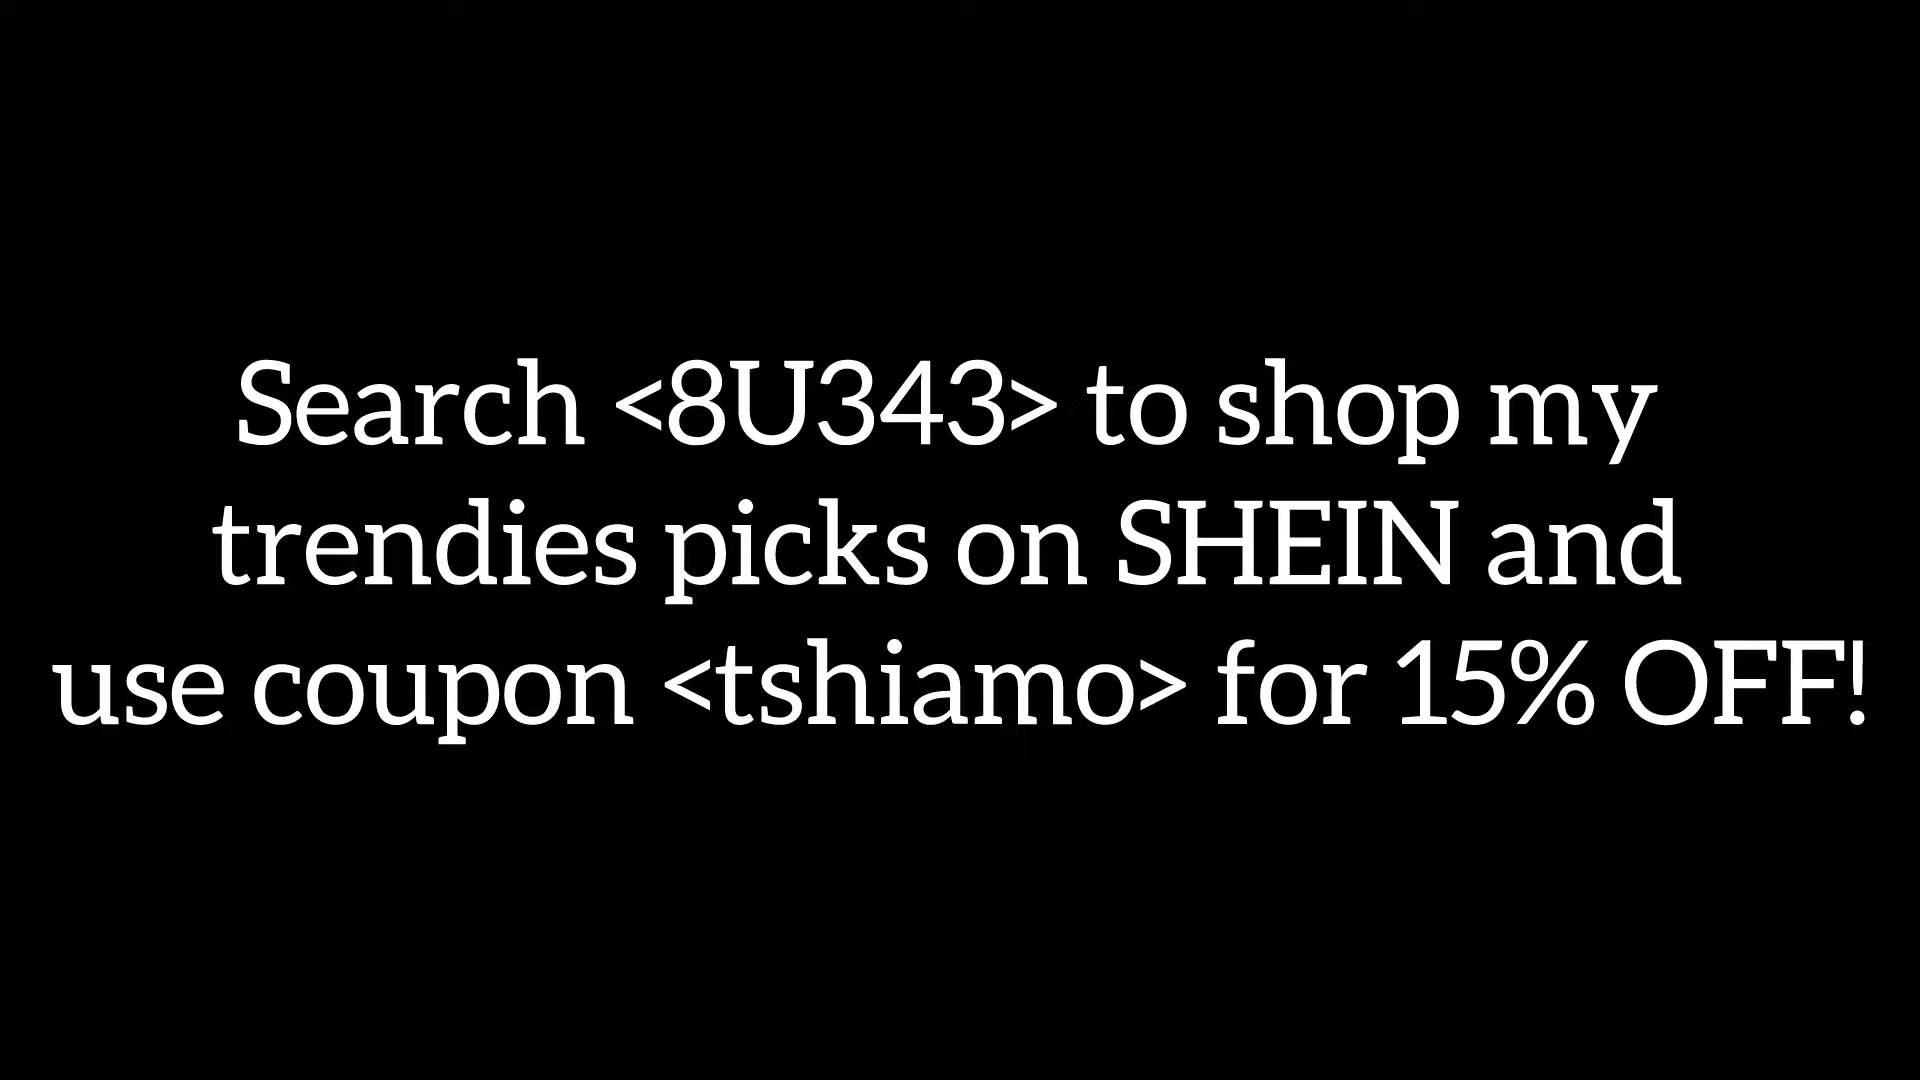 Search <8U343> to shop my
trendies picks on SHEIN and
use coupon <tshiamo> for 15% OFF!